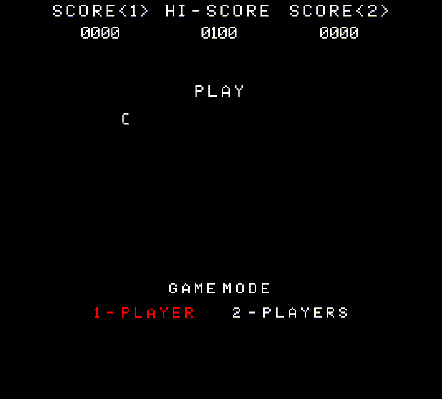 SCORE<1> HI-SCORE SCORE<2>
0000 0100 0000
PLAY
C
GAME MODE
1-PLAYER 2-PLAYERS